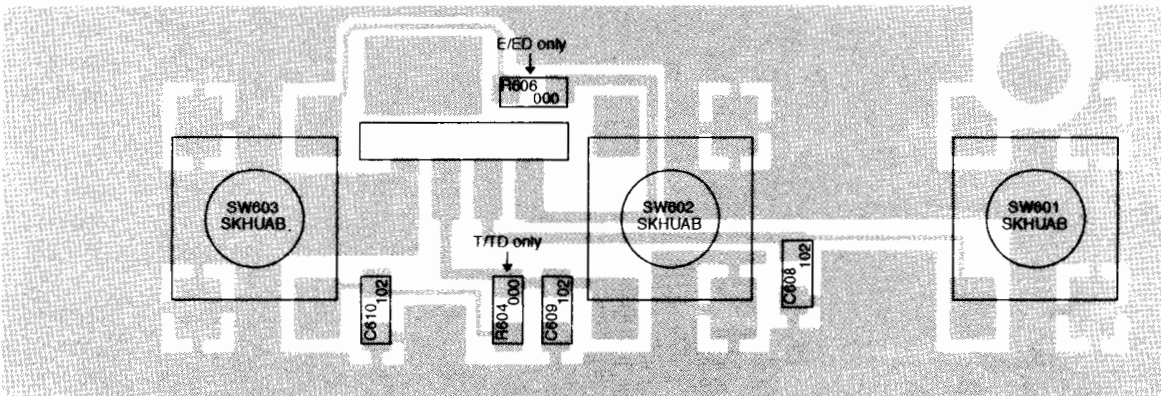 E/ED only
R606
000
SW603
SKHUAB
SW602
SKHUAB
SW601
SKHUAB
T/TD only
C610
102
R604
000
C609
102
C608
102